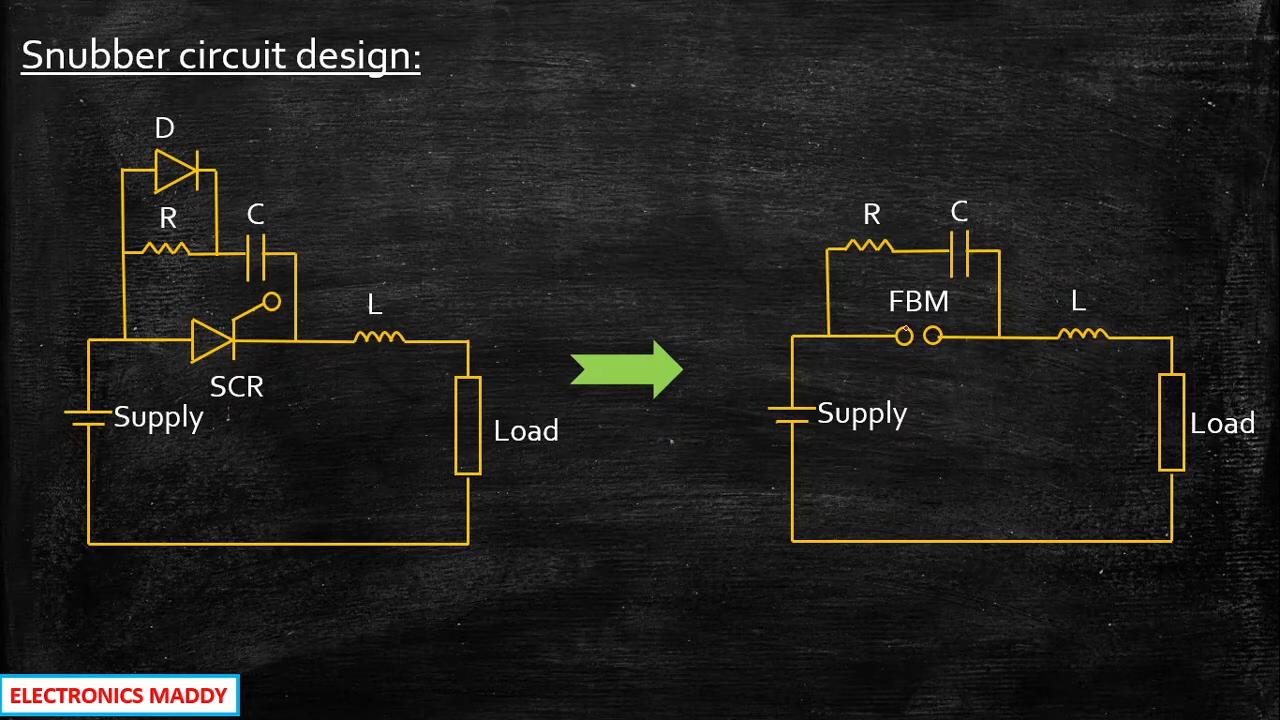 Snubber circuit design:
D
R
C
L
SCR
Supply
Load
R
C
FBM
L
Supply
Load
ELECTRONICS MADDY